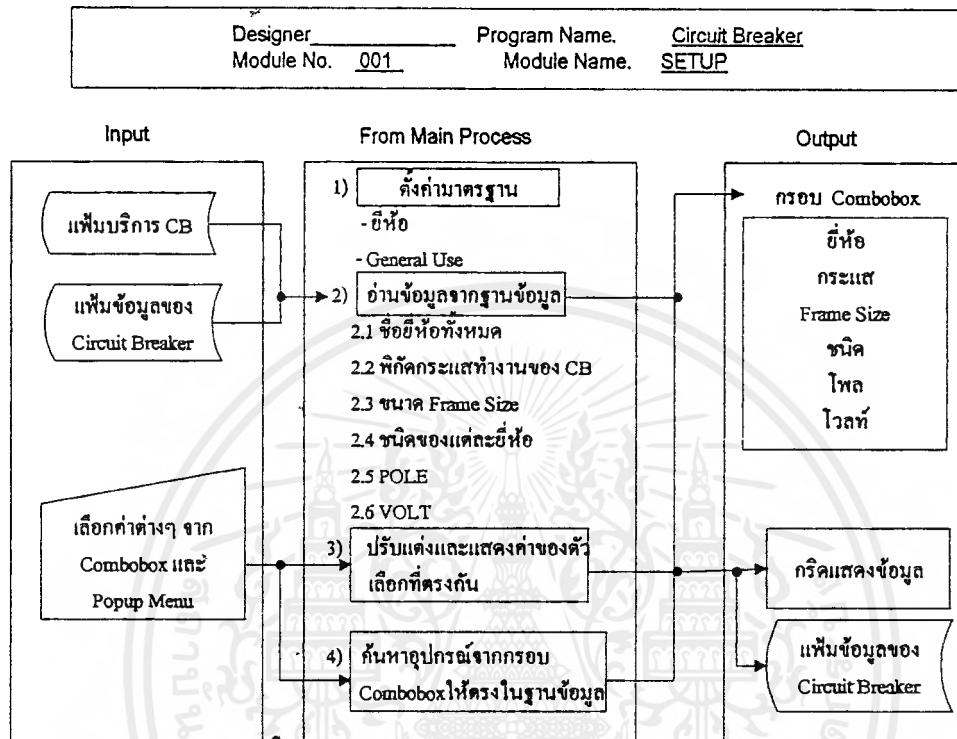 Designer____________ Program Name. Circuit Breaker
Module No. 001 Module Name. SETUP
Input
From Main Process
Output
แฟ้มบริการ CB
แฟ้มข้อมูลของ
Circuit Breaker
เลือกค่าต่างๆ จาก
Combobox และ
Popup Menu
1) ตั้งค่ามาตรฐาน
- ยี่ห้อ
- General Use
2) อ่านข้อมูลจากฐานข้อมูล
2.1 ชื่อยี่ห้อทั้งหมด
2.2 พิกัดกระแสทำงานของ CB
2.3 ขนาด Frame Size
2.4 ชนิดของแต่ละยี่ห้อ
2.5 POLE
2.6 VOLT
3) ปรับแต่งและแสดงค่าของตัว
เลือกที่ตรงกัน
4) ค้นหาอุปกรณ์จากกรอบ
Comboboxให้ตรงในฐานข้อมูล
กรอบ Combobox
ยี่ห้อ
กระแส
Frame Size
ชนิด
โพล
โวลท์
กริดแสดงข้อมูล
แฟ้มข้อมูลของ
Circuit Breaker